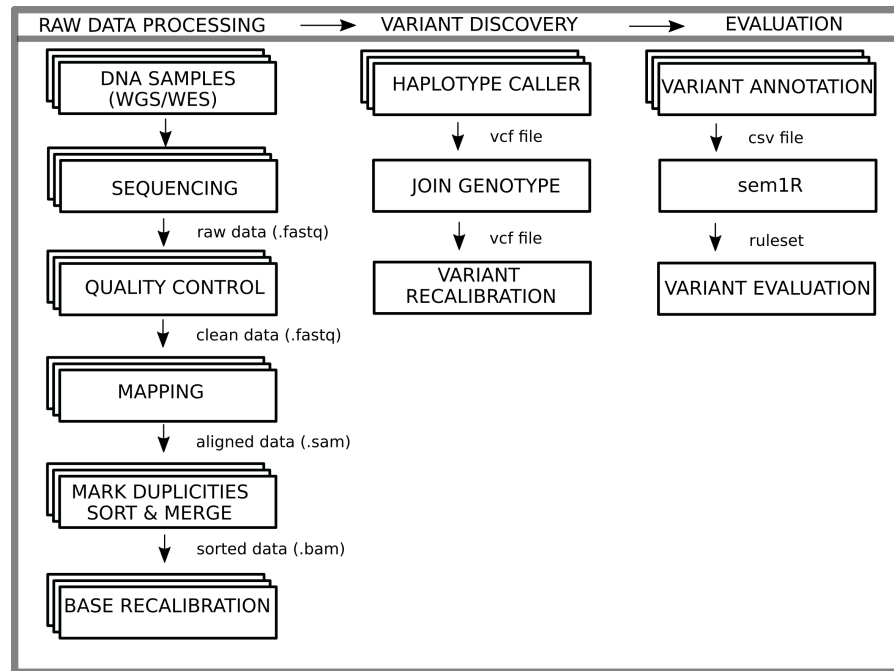 RAW DATA PROCESSING
VARIANT DISCOVERY
EVALUATION
DNA SAMPLES
(WGS/WES)
SEQUENCING
raw data (.fastq)
QUALITY CONTROL
clean data (.fastq)
MAPPING
aligned data (.sam)
MARK DUPLICITIES
SORT & MERGE
sorted data (.bam)
BASE RECALIBRATION
HAPLOTYPE CALLER
vcf file
JOIN GENOTYPE
vcf file
VARIANT
RECALIBRATION
VARIANT ANNOTATION
csv file
sem1R
ruleset
VARIANT EVALUATION